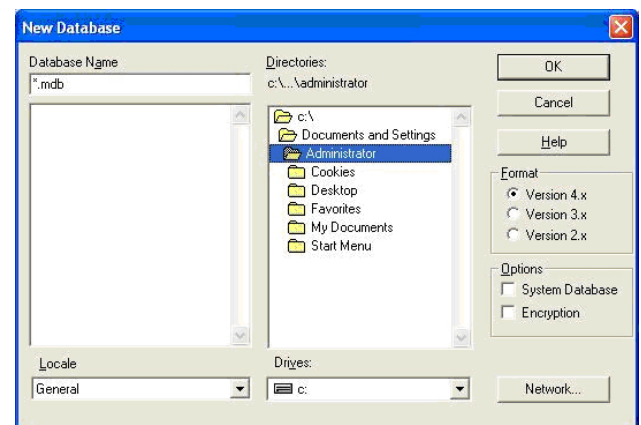 New Database
Database Name
*.mdb
Directories:
c:\...\administrator
c:\
Documents and Settings
Administrator
Cookies
Desktop
Favorites
My Documents
Start Menu
OK
Cancel
Help
Format
Version 4.x
Version 3.x
Version 2.x
Options
System Database
Encryption
Locale
General
Drives:
c:
Network...